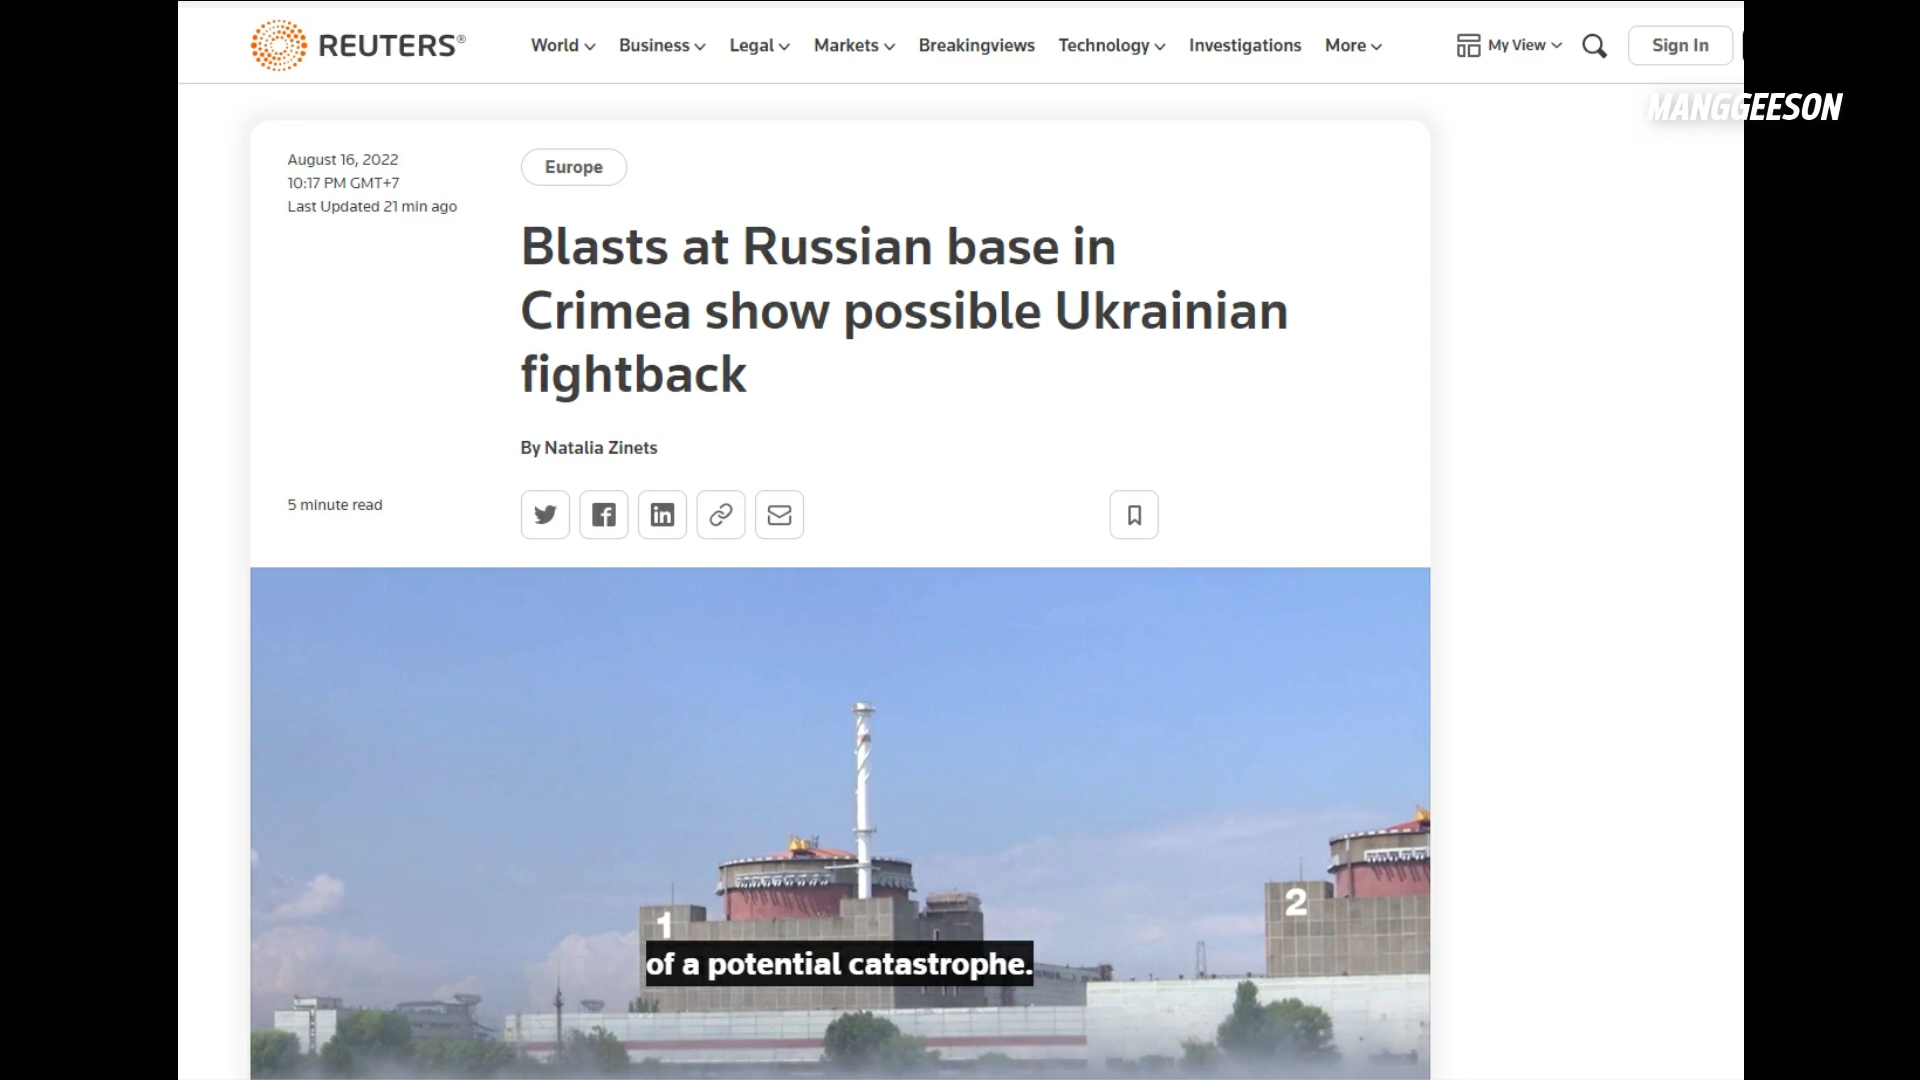 REUTERS®
World Business Legal Markets Breakingviews Technology Investigations More My View Sign In
MANGGEESON
August 16, 2022
10:17 PM GMT+7
Last Updated 21 min ago
Europe
Blasts at Russian base in
Crimea show possible Ukrainian
fightback
By Natalia Zinets
5 minute read
1
2
of a potential catastrophe.